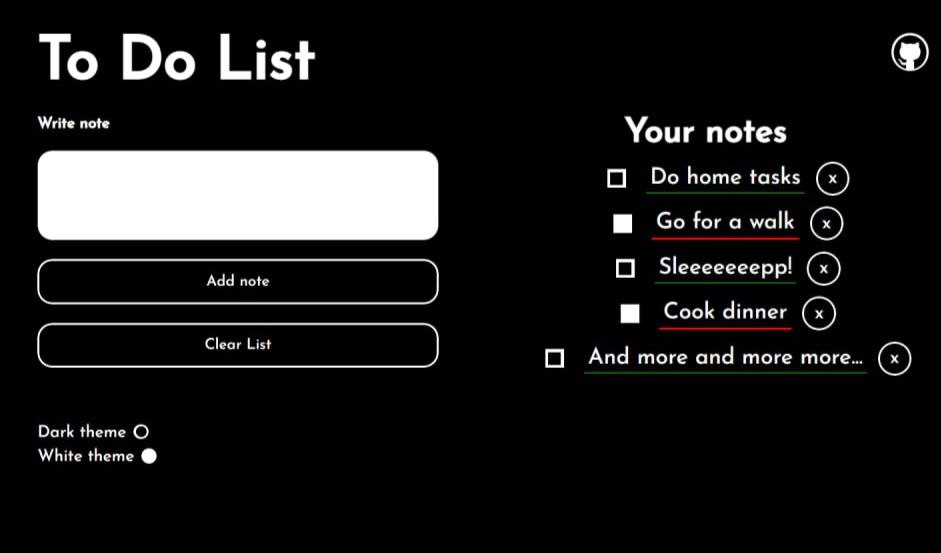 To Do List
Write note
Add note
Clear List
Dark theme
White theme
Your notes
Do home tasks x
Go for a walk x
Sleeeeeeepp! x
Cook dinner x
And more and more more... x